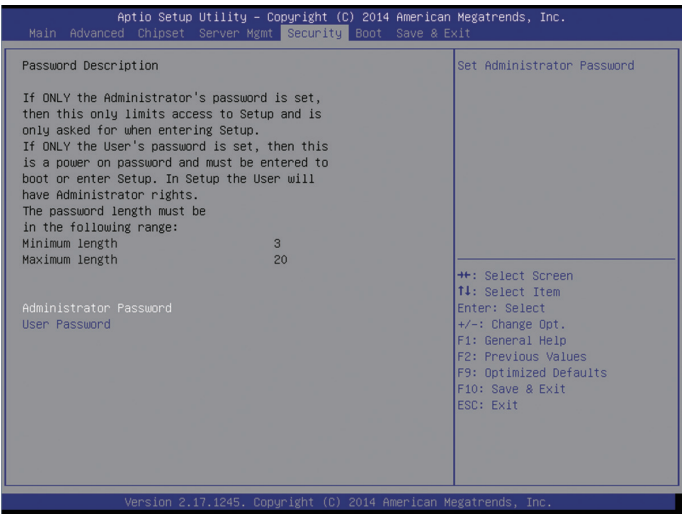 Aptio Setup Utility – Copyright (C) 2014 American Megatrends, Inc.
Main Advanced Chipset Server Mgmt Security Boot Save & Exit
Password Description
If ONLY the Administrator's password is set,
then this only limits access to Setup and is
only asked for when entering Setup.
If ONLY the User's password is set, then this
is a power on password and must be entered to
boot or enter Setup. In Setup the User will
have Administrator rights.
The password length must be
in the following range:
Minimum length 3
Maximum length 20
Administrator Password
User Password
Set Administrator Password
→←: Select Screen
↑↓: Select Item
Enter: Select
+/-: Change Opt.
F1: General Help
F2: Previous Values
F9: Optimized Defaults
F10: Save & Exit
ESC: Exit
Version 2.17.1245. Copyright (C) 2014 American Megatrends, Inc.